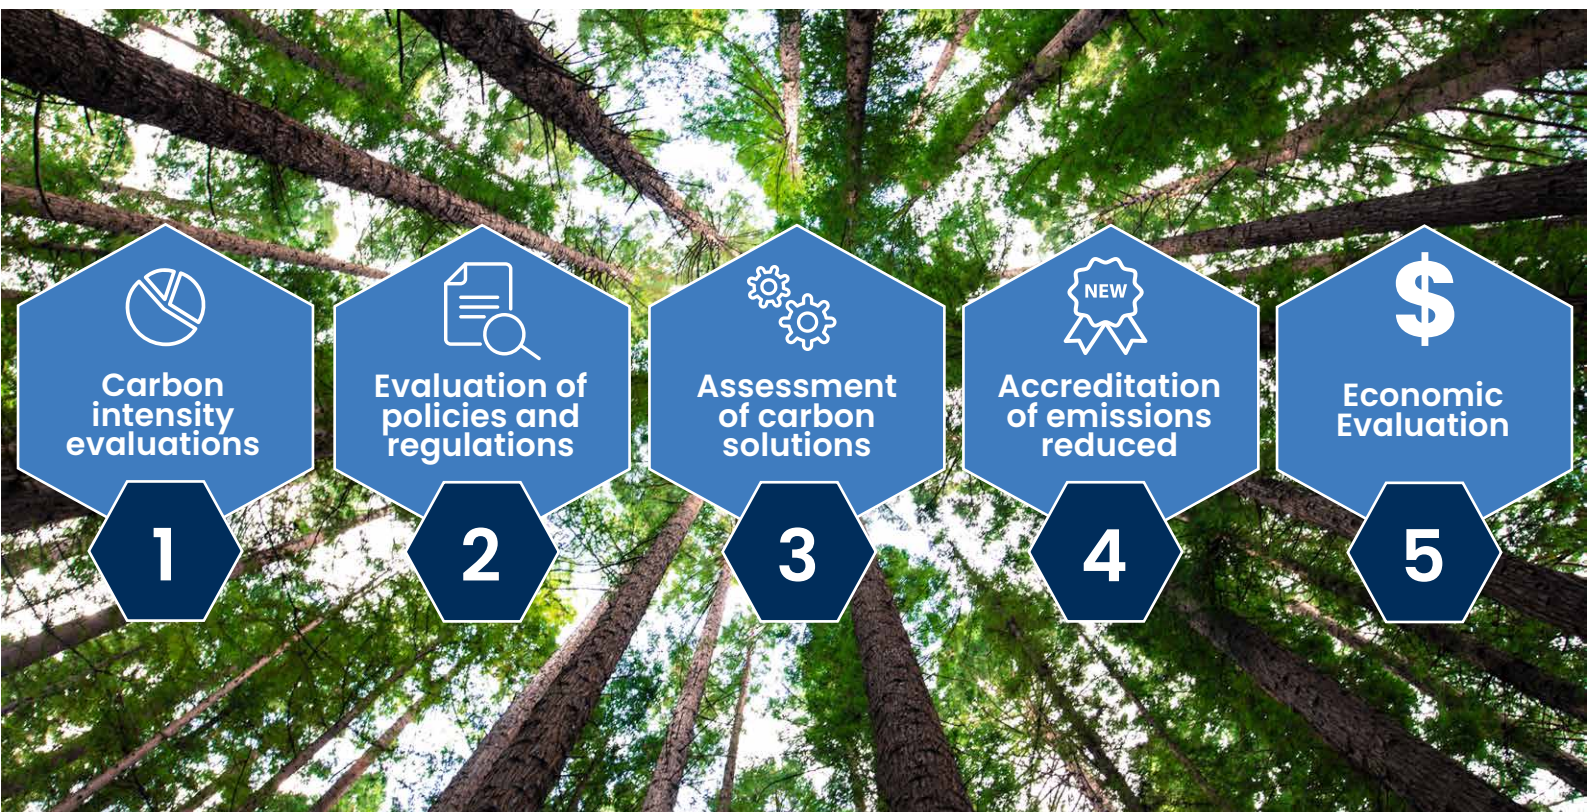 Carbon
intensity
evaluations
1
Evaluation of
policies and
regulations
2
Assessment
of carbon
solutions
3
NEW
Accreditation
of emissions
reduced
4
$
Economic
Evaluation
5